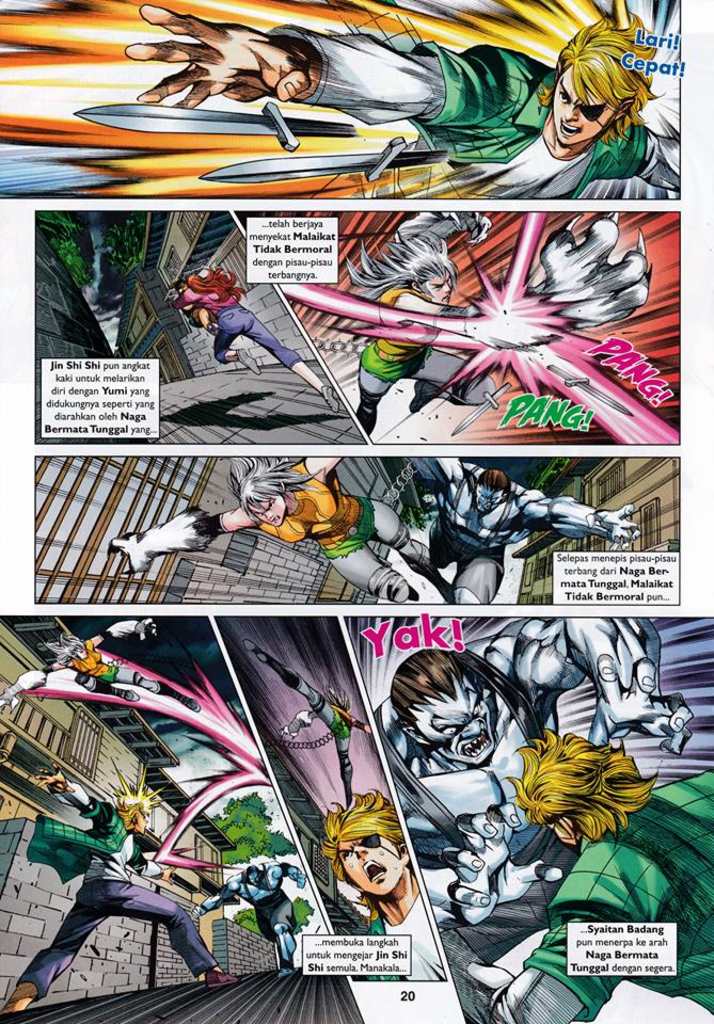 Lari!
Cepat!
...telah berjaya
menyekat Malaikat
Tidak Bermoral
dengan pisau-pisau
terbangnya.
Jin Shi Shi pun angkat
kaki untuk melarikan
diri dengan Yumi yang
didukungnya seperti yang
diarahkan oleh Naga
Bermata Tunggal yang...
PANG!
PANG!
Selepas menepis pisau-pisau
terbang dari Naga Ber-
mata Tunggal, Malaikat
Tidak Bermoral pun...
Yak!
...membuka langkah
untuk mengejar Jin Shi
Shi semula. Manakala...
...Syaitan Badang
pun menerpa ke arah
Naga Bermata
Tunggal dengan segera.
20